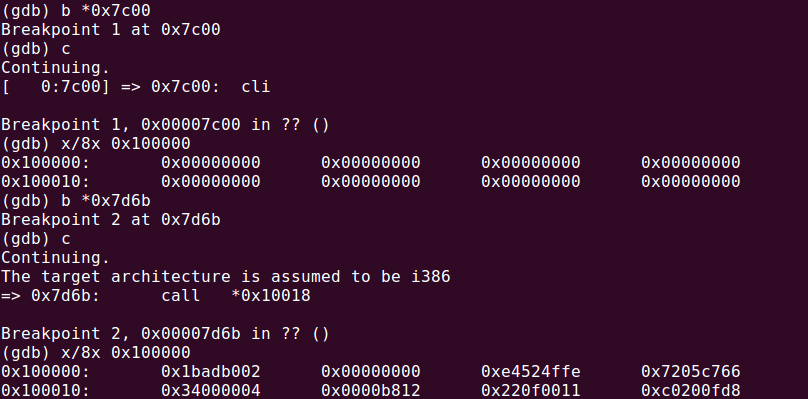 (gdb) b *0x7c00
Breakpoint 1 at 0x7c00
(gdb) c
Continuing.
[   0:7c00] => 0x7c00:  cli

Breakpoint 1, 0x00007c00 in ?? ()
(gdb) x/8x 0x100000
0x100000:       0x00000000      0x00000000      0x00000000      0x00000000
0x100010:       0x00000000      0x00000000      0x00000000      0x00000000
(gdb) b *0x7d6b
Breakpoint 2 at 0x7d6b
(gdb) c
Continuing.
The target architecture is assumed to be i386
=> 0x7d6b:      call   *0x10018

Breakpoint 2, 0x00007d6b in ?? ()
(gdb) x/8x 0x100000
0x100000:       0x1badb002      0x00000000      0xe4524ffe      0x7205c766
0x100010:       0x34000004      0x0000b812      0x220f0011      0xc0200fd8